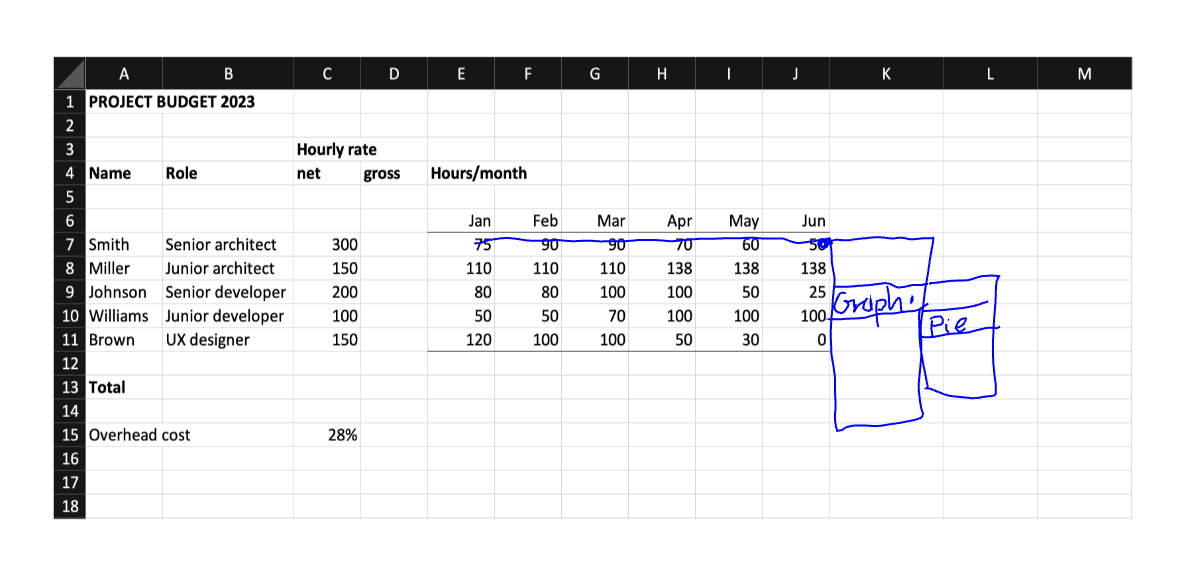 A B C D E F G H I J K L M
1 PROJECT BUDGET 2023
2
3 Hourly rate
4 Name Role net gross Hours/month
5
6 Jan Feb Mar Apr May Jun
7 Smith Senior architect 300 75 90 90 70 60 50
8 Miller Junior architect 150 110 110 110 138 138 138
9 Johnson Senior developer 200 80 80 100 100 50 25 Graph
10 Williams Junior developer 100 50 50 70 100 100 100 Pie
11 Brown UX designer 150 120 100 100 50 30 0
12
13 Total
14
15 Overhead cost 28%
16
17
18